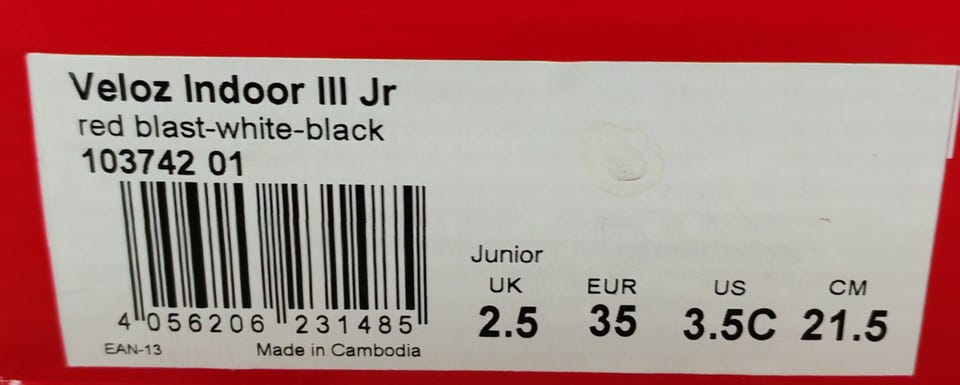 Veloz Indoor III Jr
red blast-white-black
103742 01
4 056206 231485
EAN-13
Made in Cambodia
Junior
UK EUR US CM
2.5 35 3.5C 21.5